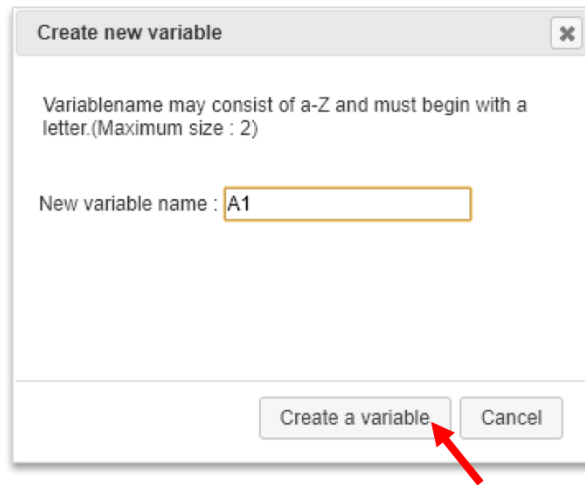 Create new variable
Variablename may consist of a-Z and must begin with a
letter.(Maximum size : 2)
New variable name : A1
Create a variable Cancel